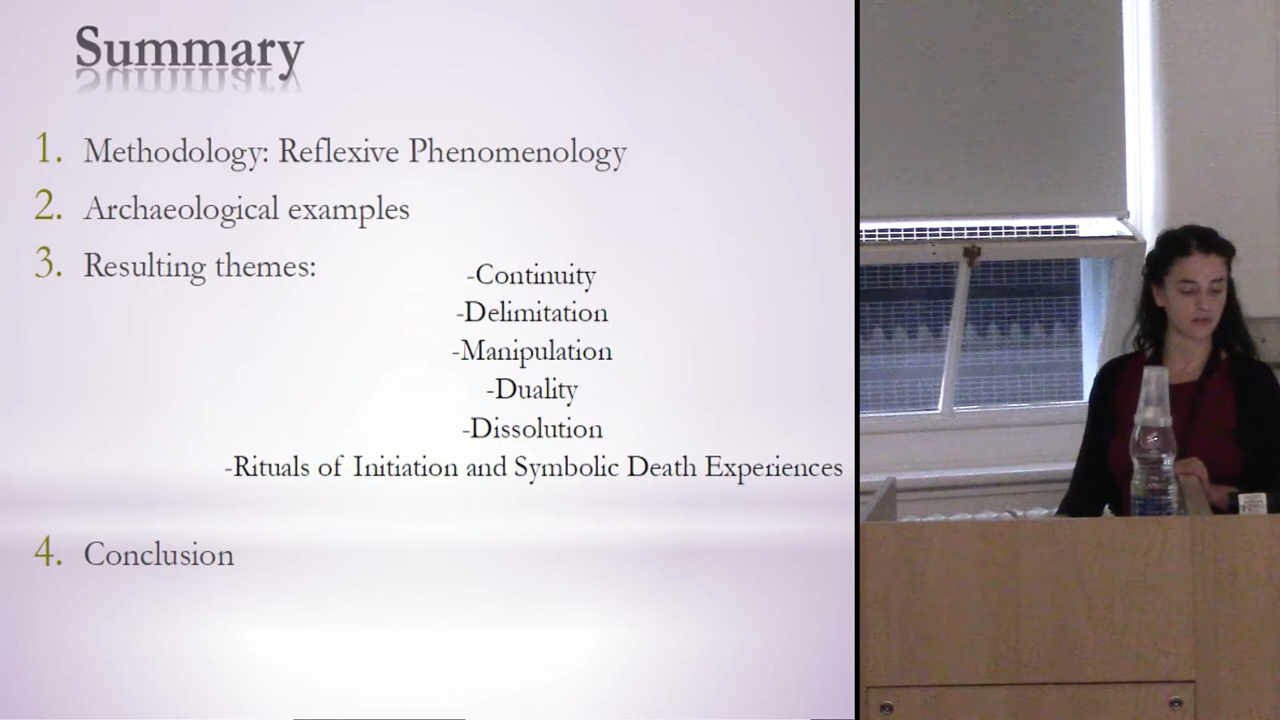 Summary
1. Methodology: Reflexive Phenomenology
2. Archaeological examples
3. Resulting themes:
-Continuity
-Delimitation
-Manipulation
-Duality
-Dissolution
-Rituals of Initiation and Symbolic Death Experiences
4. Conclusion